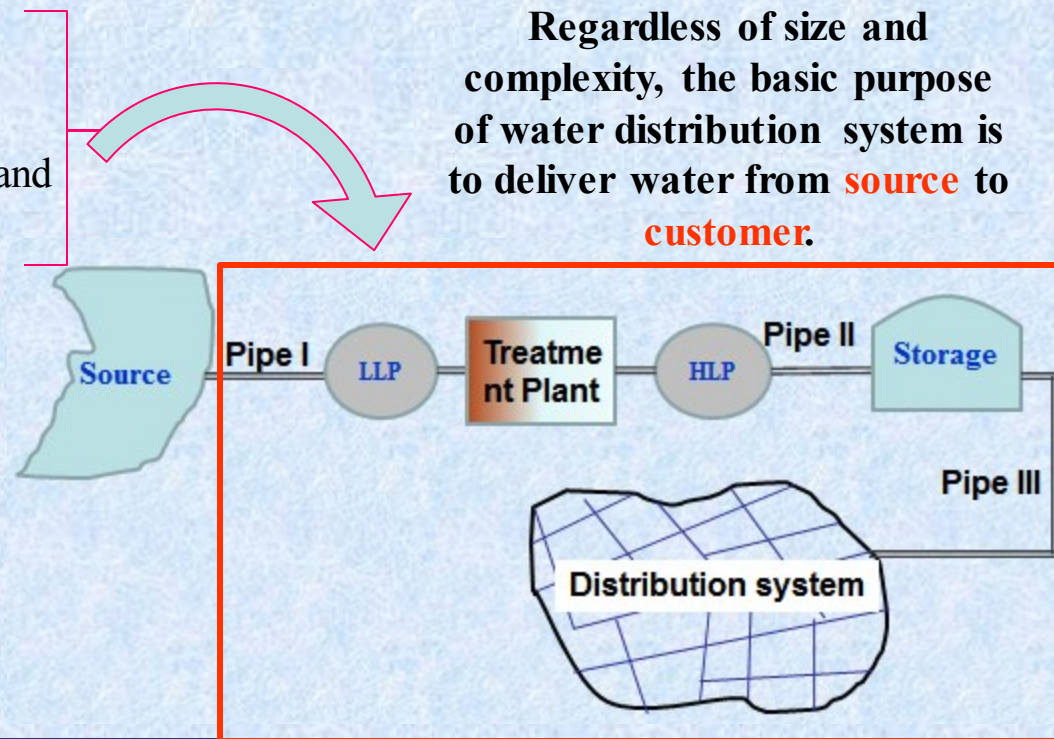 Regardless of size and
complexity, the basic purpose
of water distribution system is
to deliver water from source to
customer.
and
Source
Pipe I
LLP
Treatme
nt Plant
HLP
Pipe II
Storage
Pipe III
Distribution system